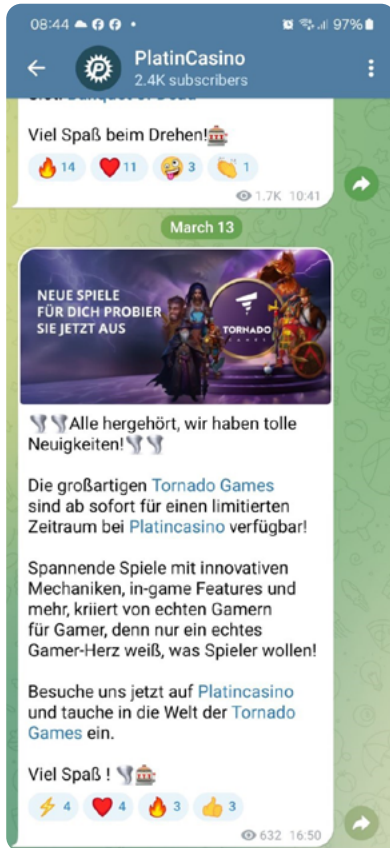 08:44
97%
PlatinCasino
2.4K subscribers
Viel Spaß beim Drehen!🎰
🔥 14 ❤️ 11 🤪 3 👏 1
1.7K 10:41
March 13
NEUE SPIELE
FÜR DICH PROBIER
SIE JETZT AUS
TORNADO
GAMES
🌪🌪Alle hergehört, wir haben tolle
Neuigkeiten!🌪🌪
Die großartigen Tornado Games
sind ab sofort für einen limitierten
Zeitraum bei Platincasino verfügbar!
Spannende Spiele mit innovativen
Mechaniken, in-game Features und
mehr, kriiert von echten Gamern
für Gamer, denn nur ein echtes
Gamer-Herz weiß, was Spieler wollen!
Besuche uns jetzt auf Platincasino
und tauche in die Welt der Tornado
Games ein.
Viel Spaß ! 🌪🎰
⚡ 4 ❤️ 4 🔥 3 👍 3
632 16:50